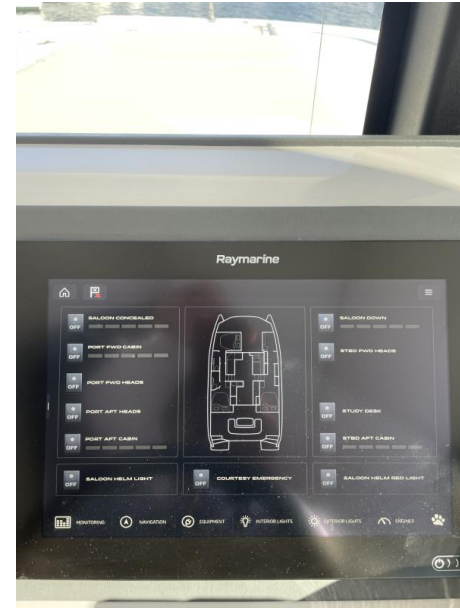 Raymarine
SALOON CONCEALED
OFF
PORT FWD CABIN
OFF
PORT FWD HEADS
OFF
PORT AFT HEADS
OFF
PORT AFT CABIN
OFF
SALOON DOWN
OFF
STBD FWD HEADS
OFF
STUDY DESK
OFF
STBD AFT CABIN
OFF
SALOON HELM LIGHT
OFF
COURTESY EMERGENCY
OFF
SALOON HELM RED LIGHT
OFF
MONITORING NAVIGATION EQUIPMENT INTERIOR LIGHTS EXTERIOR LIGHTS ENGINES